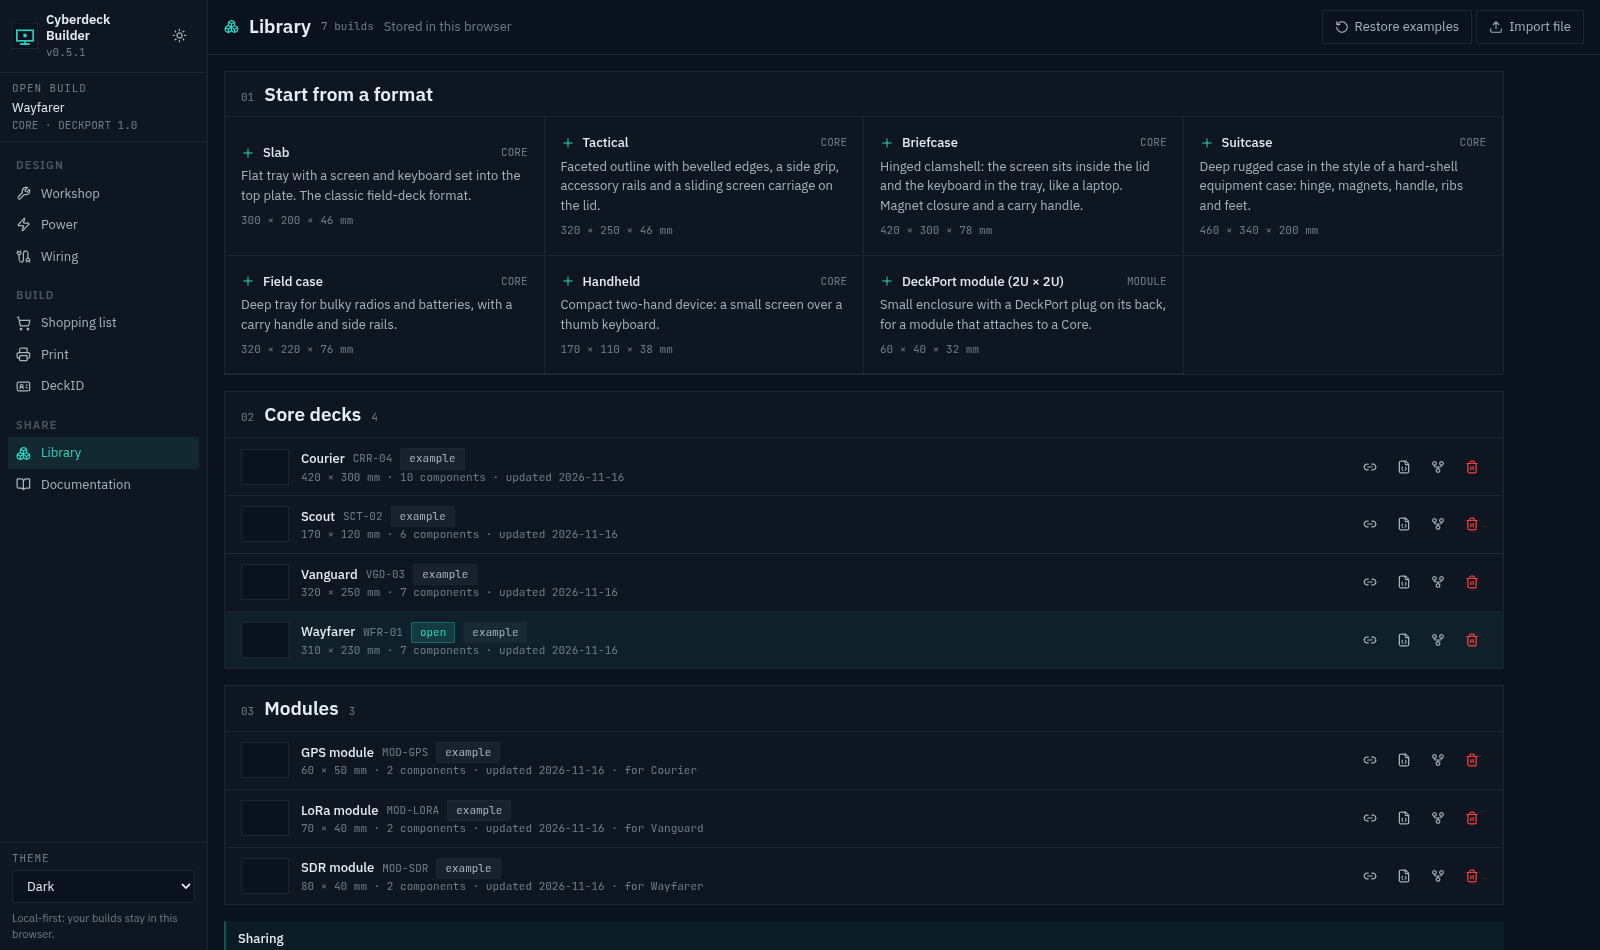 Cyberdeck
Builder
v0.5.1
OPEN BUILD
Wayfarer
CORE · DECKPORT 1.0
DESIGN
Workshop
Power
Wiring
BUILD
Shopping list
Print
DeckID
SHARE
Library
Documentation
THEME
Dark
Local-first: your builds stay in this
browser.
Library 7 builds Stored in this browser
Restore examples
Import file
01 Start from a format
Slab CORE
Flat tray with a screen and keyboard set into the
top plate. The classic field-deck format.
300 × 200 × 46 mm
Tactical CORE
Faceted outline with bevelled edges, a side grip,
accessory rails and a sliding screen carriage on
the lid.
320 × 250 × 46 mm
Briefcase CORE
Hinged clamshell: the screen sits inside the lid
and the keyboard in the tray, like a laptop.
Magnet closure and a carry handle.
420 × 300 × 78 mm
Suitcase CORE
Deep rugged case in the style of a hard-shell
equipment case: hinge, magnets, handle, ribs
and feet.
460 × 340 × 200 mm
Field case CORE
Deep tray for bulky radios and batteries, with a
carry handle and side rails.
320 × 220 × 76 mm
Handheld CORE
Compact two-hand device: a small screen over a
thumb keyboard.
170 × 110 × 38 mm
DeckPort module (2U × 2U) MODULE
Small enclosure with a DeckPort plug on its back,
for a module that attaches to a Core.
60 × 40 × 32 mm
02 Core decks 4
Courier CRR-04 example
420 × 300 mm · 10 components · updated 2026-11-16
Scout SCT-02 example
170 × 120 mm · 6 components · updated 2026-11-16
Vanguard VGD-03 example
320 × 250 mm · 7 components · updated 2026-11-16
Wayfarer WFR-01 open example
310 × 230 mm · 7 components · updated 2026-11-16
03 Modules 3
GPS module MOD-GPS example
60 × 50 mm · 2 components · updated 2026-11-16 · for Courier
LoRa module MOD-LORA example
70 × 40 mm · 2 components · updated 2026-11-16 · for Vanguard
SDR module MOD-SDR example
80 × 40 mm · 2 components · updated 2026-11-16 · for Wayfarer
Sharing